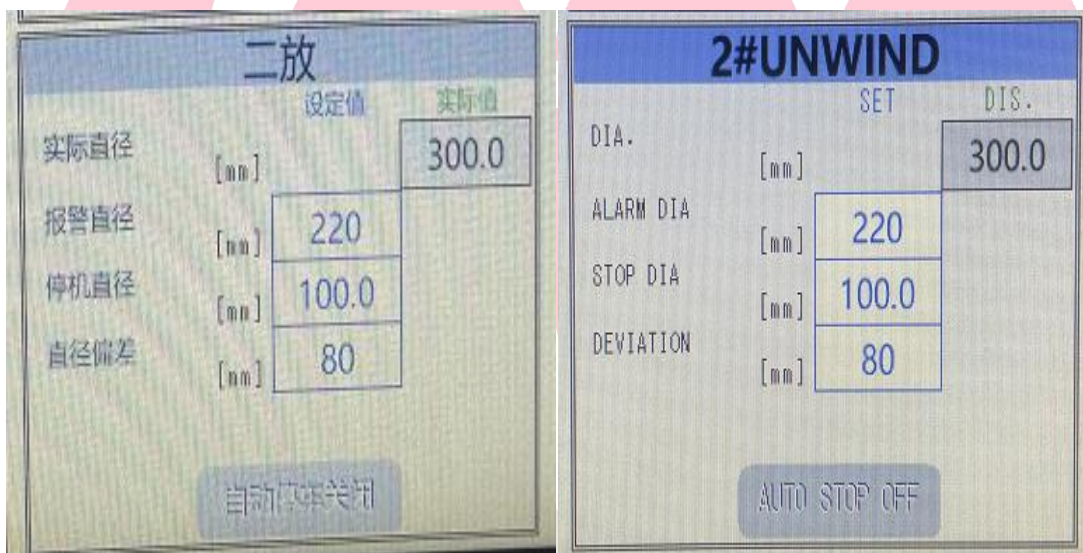 二放
设定值 实际值
实际直径 [mm] 300.0
报警直径 [mm] 220
停机直径 [mm] 100.0
直径偏差 [mm] 80
自动停车关闭
2#UNWIND
SET DIS.
DIA. [mm] 300.0
ALARM DIA [mm] 220
STOP DIA [mm] 100.0
DEVIATION [mm] 80
AUTO STOP OFF